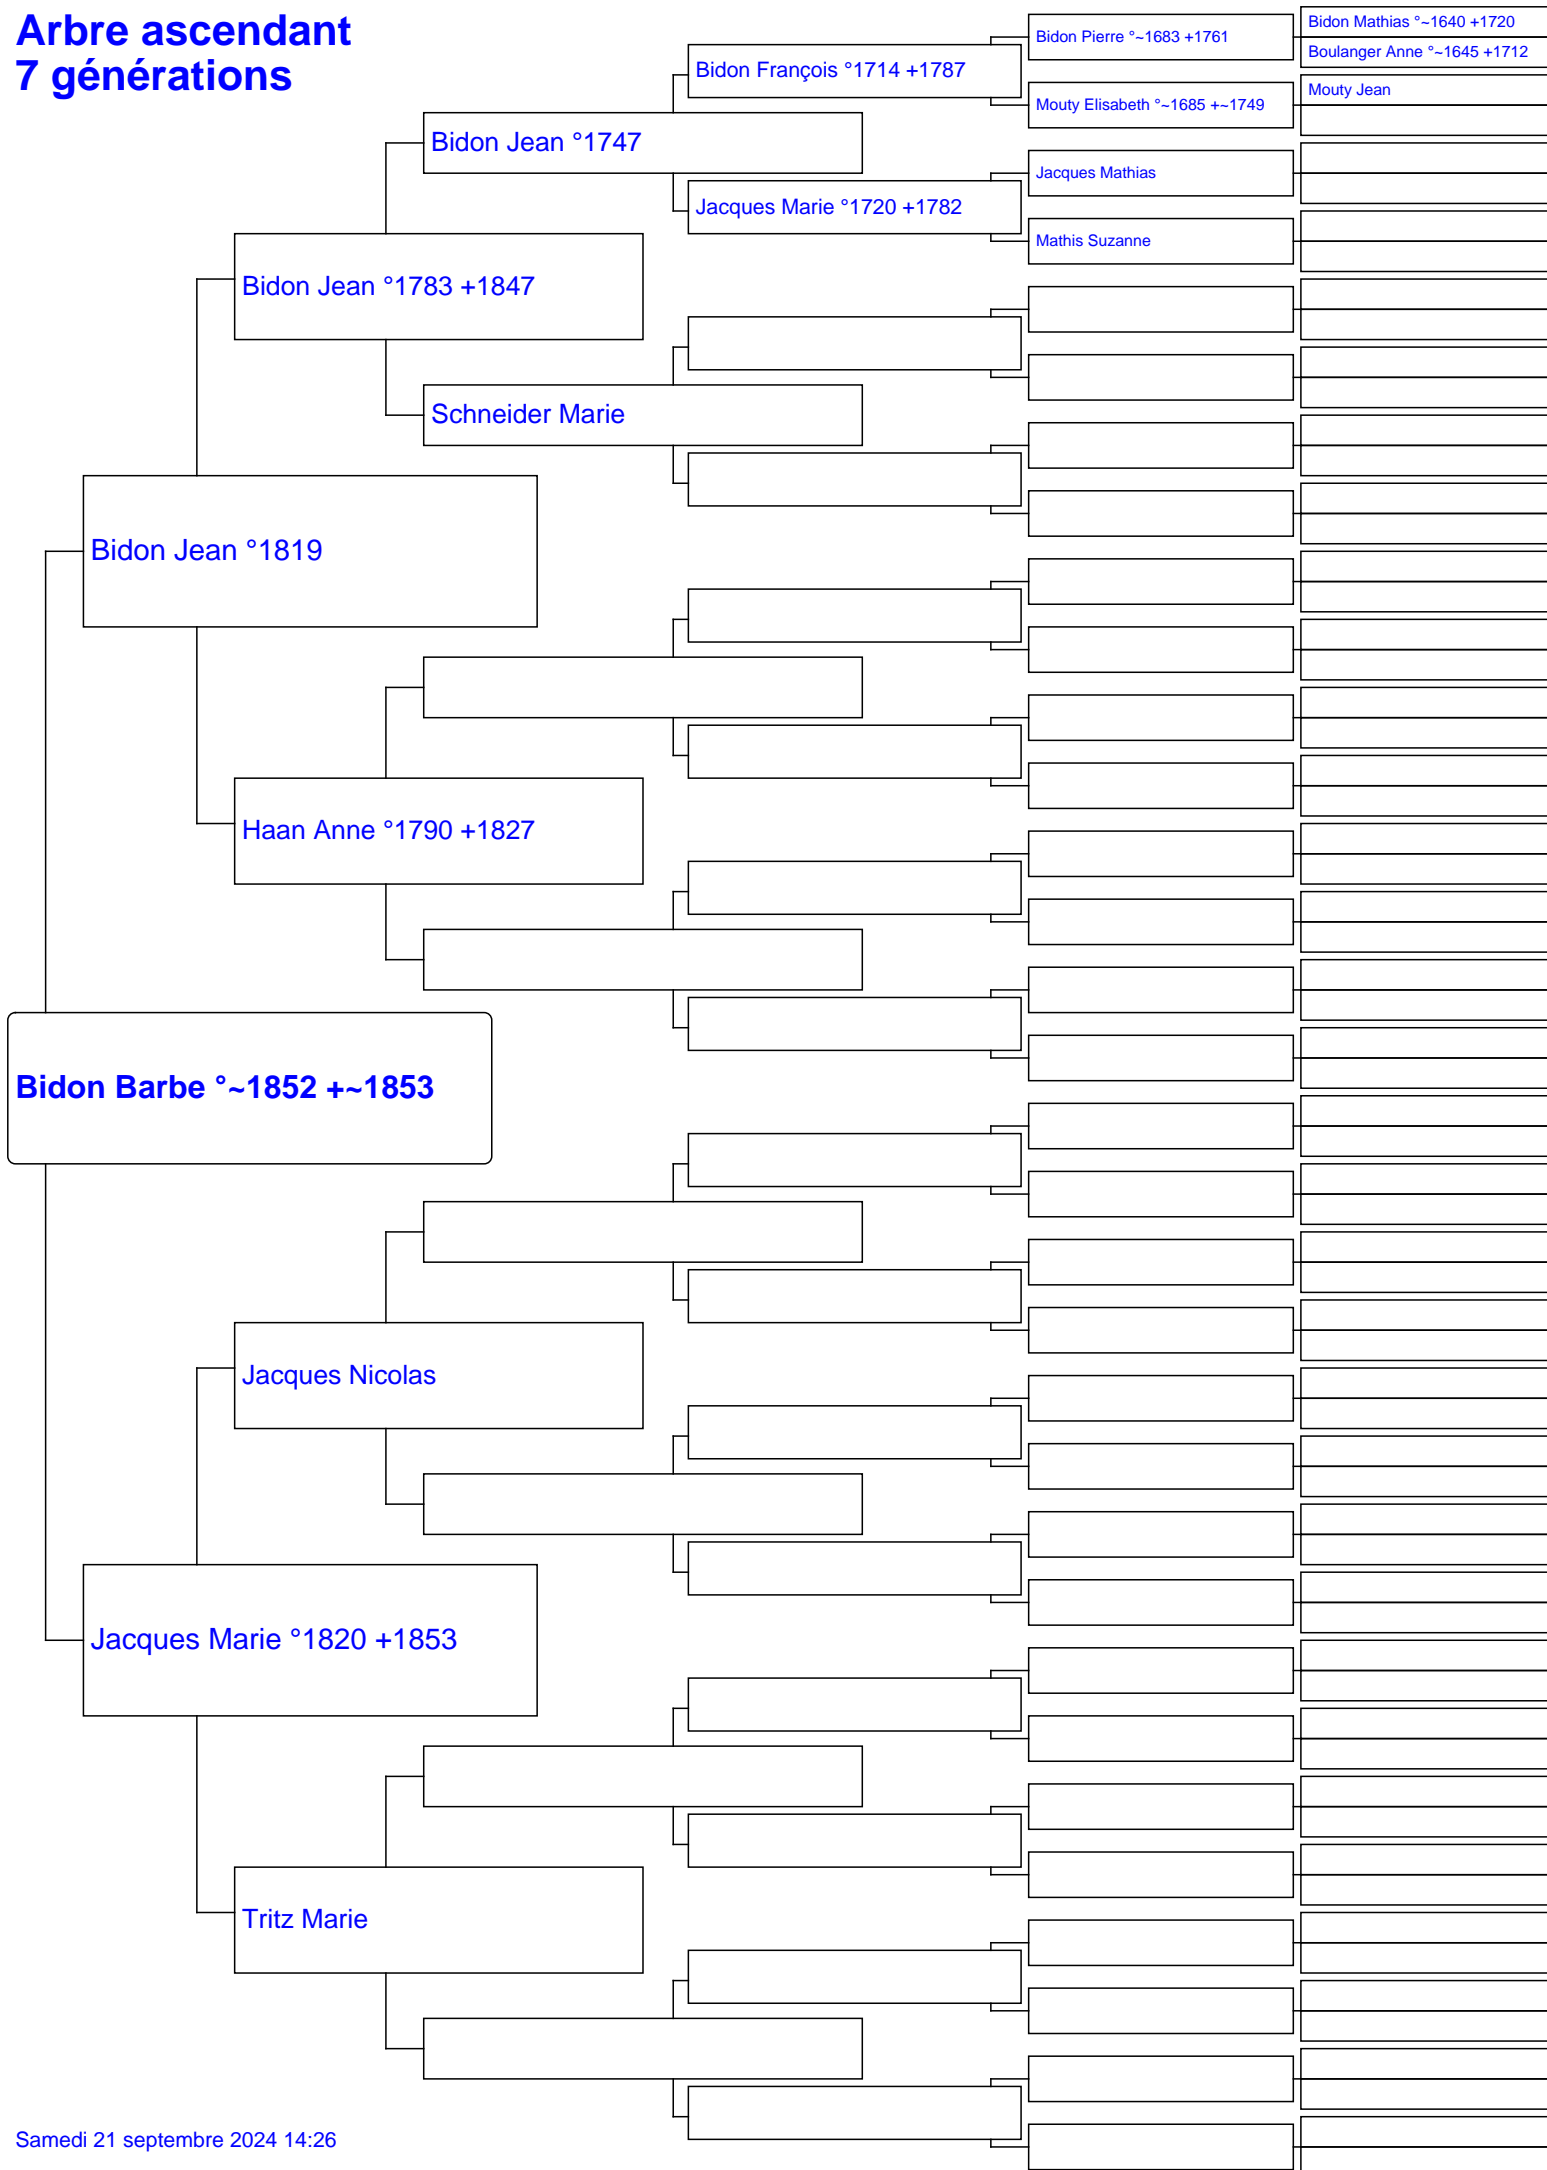 Arbre ascendant
7 générations
Bidon Mathias °~1640 +1720
Bidon Pierre °~1683 +1761
Boulanger Anne °~1645 +1712
Bidon François °1714 +1787
Mouty Jean
Mouty Elisabeth °~1685 +~1749
Bidon Jean °1747
Jacques Mathias
Jacques Marie °1720 +1782
Mathis Suzanne
Bidon Jean °1783 +1847
Schneider Marie
Bidon Jean °1819
Haan Anne °1790 +1827
Bidon Barbe °~1852 +~1853
Jacques Nicolas
Jacques Marie °1820 +1853
Tritz Marie
Samedi 21 septembre 2024 14:26